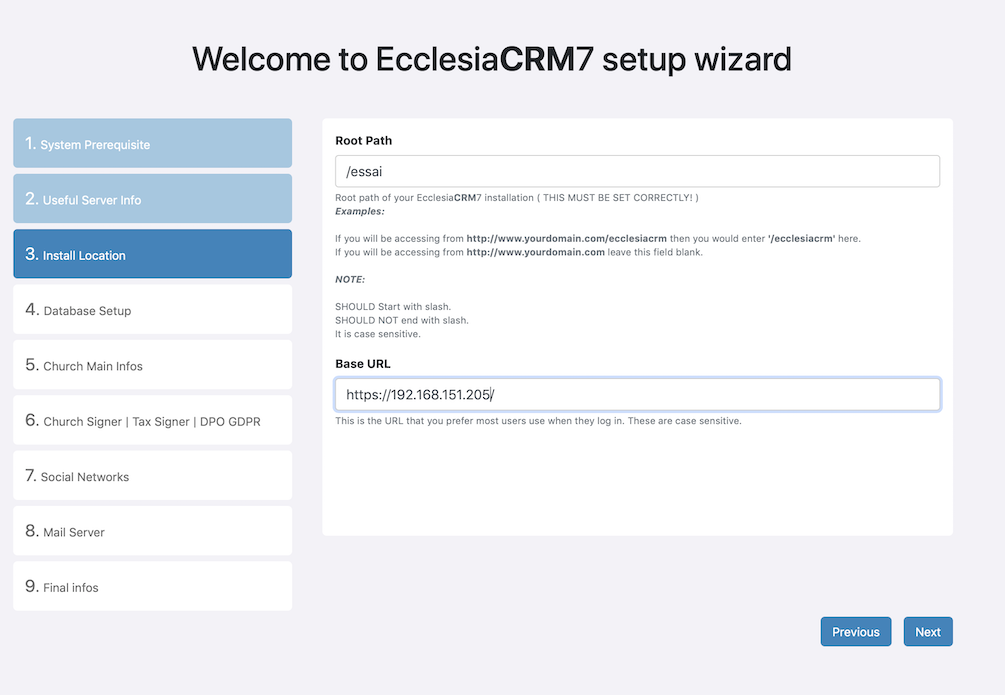 Welcome to EcclesiaCRM7 setup wizard
1. System Prerequisite
2. Useful Server Info
3. Install Location
4. Database Setup
5. Church Main Infos
6. Church Signer | Tax Signer | DPO GDPR
7. Social Networks
8. Mail Server
9. Final infos
Root Path
/essai
Root path of your EcclesiaCRM7 installation ( THIS MUST BE SET CORRECTLY! )
Examples:
If you will be accessing from http://www.yourdomain.com/ecclesiacrm then you would enter '/ecclesiacrm' here.
If you will be accessing from http://www.yourdomain.com leave this field blank.
NOTE:
SHOULD Start with slash.
SHOULD NOT end with slash.
It is case sensitive.
Base URL
https://192.168.151.205/
This is the URL that you prefer most users use when they log in. These are case sensitive.
Previous
Next